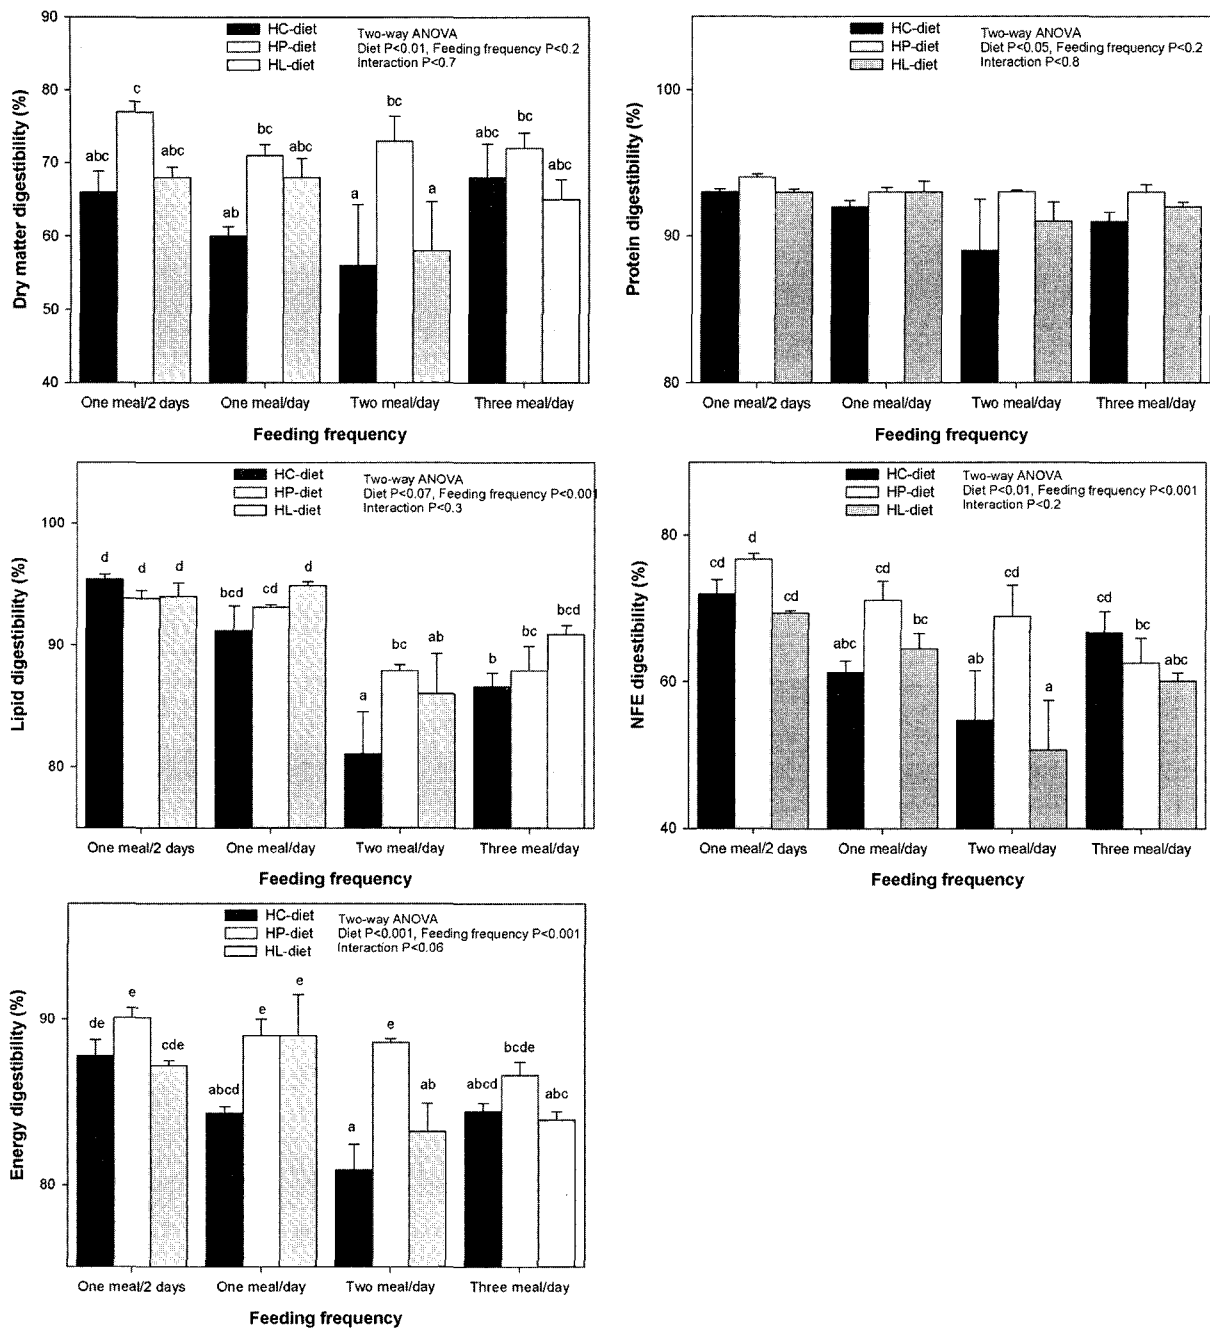 HC-diet
HP-diet
HL-diet
Two-way ANOVA
Diet P<0.01, Feeding frequency P<0.2
Interaction P<0.7
Dry matter digestibility (%)
90
80
70
60
50
40
abc
c
abc
ab
bc
abc
a
bc
a
abc
bc
abc
One meal/2 days
One meal/day
Two meal/day
Three meal/day
Feeding frequency
HC-diet
HP-diet
HL-diet
Two-way ANOVA
Diet P<0.05, Feeding frequency P<0.2
Interaction P<0.8
Protein digestibility (%)
100
90
80
One meal/2 days
One meal/day
Two meal/day
Three meal/day
Feeding frequency
HC-diet
HP-diet
HL-diet
Two-way ANOVA
Diet P<0.07, Feeding frequency P<0.001
Interaction P<0.3
Lipid digestibility (%)
100
90
80
d
d
d
bcd
cd
d
a
bc
ab
b
bc
bcd
One meal/2 days
One meal/day
Two meal/day
Three meal/day
Feeding frequency
HC-diet
HP-diet
HL-diet
Two-way ANOVA
Diet P<0.01, Feeding frequency P<0.001
Interaction P<0.2
NFE digestibility (%)
80
60
40
cd
d
cd
abc
cd
bc
ab
cd
a
cd
bc
abc
One meal/2 days
One meal/day
Two meal/day
Three meal/day
Feeding frequency
HC-diet
HP-diet
HL-diet
Two-way ANOVA
Diet P<0.001, Feeding frequency P<0.001
Interaction P<0.06
Energy digestibility (%)
90
80
de
e
cde
abcd
e
e
a
e
ab
abcd
bcde
abc
One meal/2 days
One meal/day
Two meal/day
Three meal/day
Feeding frequency